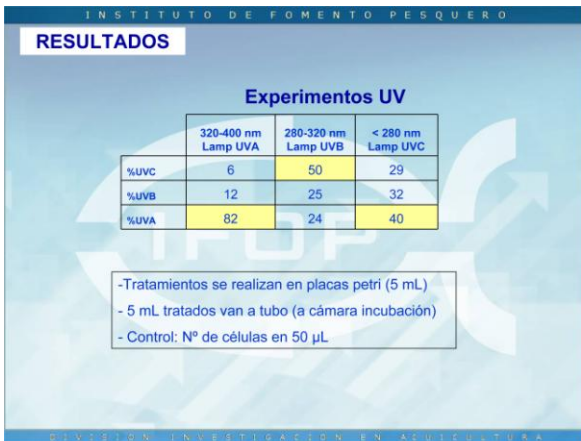 INSTITUTO DE FOMENTO PESQUERO
RESULTADOS
Experimentos UV
320-400 nm Lamp UVA 280-320 nm Lamp UVB < 280 nm Lamp UVC
%UVC 6 50 29
%UVB 12 25 32
%UVA 82 24 40
IFOP
-Tratamientos se realizan en placas petri (5 mL)
- 5 mL tratados van a tubo (a cámara incubación)
- Control: Nº de células en 50 µL
DIVISIÓN INVESTIGACIÓN EN ACUICULTURA